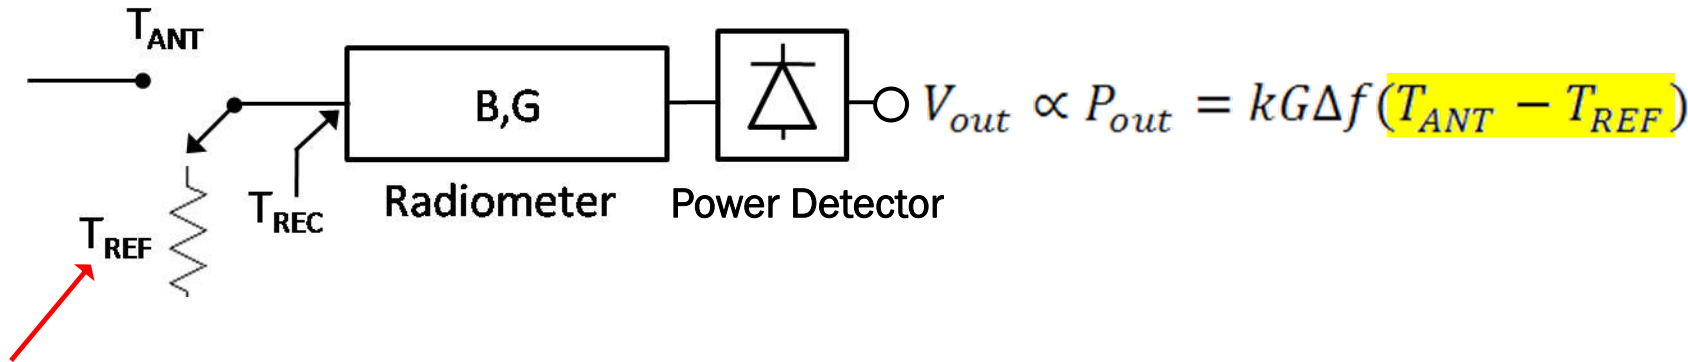 T_ANT
B,G
V_out ∝ P_out = kGΔf(T_ANT − T_REF)
T_REC
Radiometer
Power Detector
T_REF